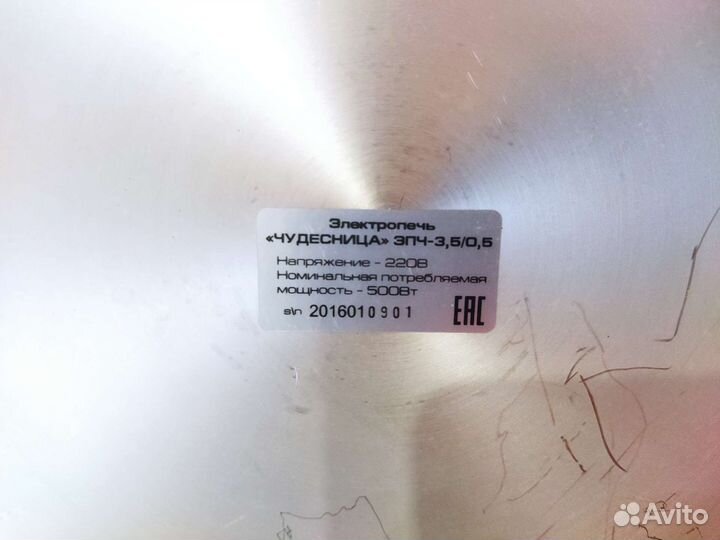 Электропечь
«ЧУДЕСНИЦА» ЭПЧ-3,5/0,5
Напряжение - 220В
Номинальная потребляемая
мощность - 500Вт
s\n 2016010901
EAC
Avito